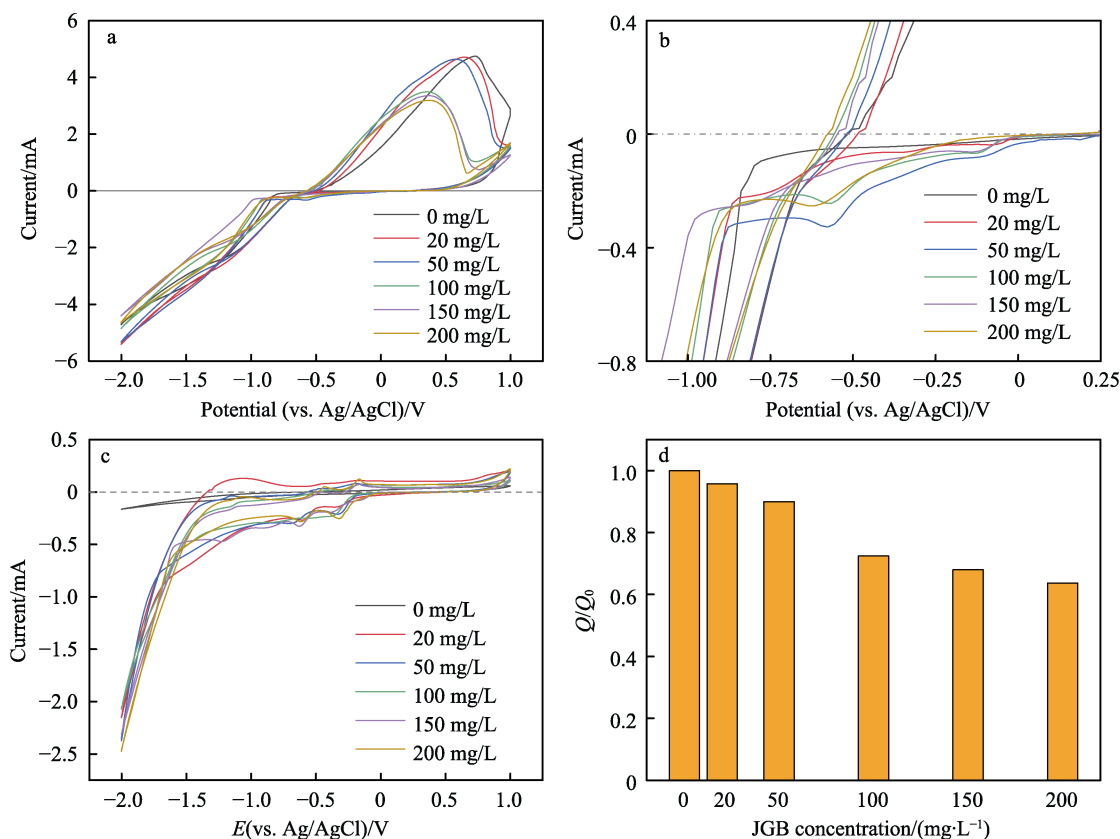 a
Current/mA
6
4
2
0
−2
−4
−6
−2.0
−1.5
−1.0
−0.5
0
0.5
1.0
Potential (vs. Ag/AgCl)/V
0 mg/L
20 mg/L
50 mg/L
100 mg/L
150 mg/L
200 mg/L
b
Current/mA
0.4
0
−0.4
−0.8
−1.00
−0.75
−0.50
−0.25
0
0.25
Potential (vs. Ag/AgCl)/V
0 mg/L
20 mg/L
50 mg/L
100 mg/L
150 mg/L
200 mg/L
c
Current/mA
0.5
0
−0.5
−1.0
−1.5
−2.0
−2.5
−2.0
−1.5
−1.0
−0.5
0
0.5
1.0
E(vs. Ag/AgCl)/V
0 mg/L
20 mg/L
50 mg/L
100 mg/L
150 mg/L
200 mg/L
d
Q/Q₀
1.0
0.8
0.6
0.4
0.2
0
0
20
50
100
150
200
JGB concentration/(mg·L⁻¹)